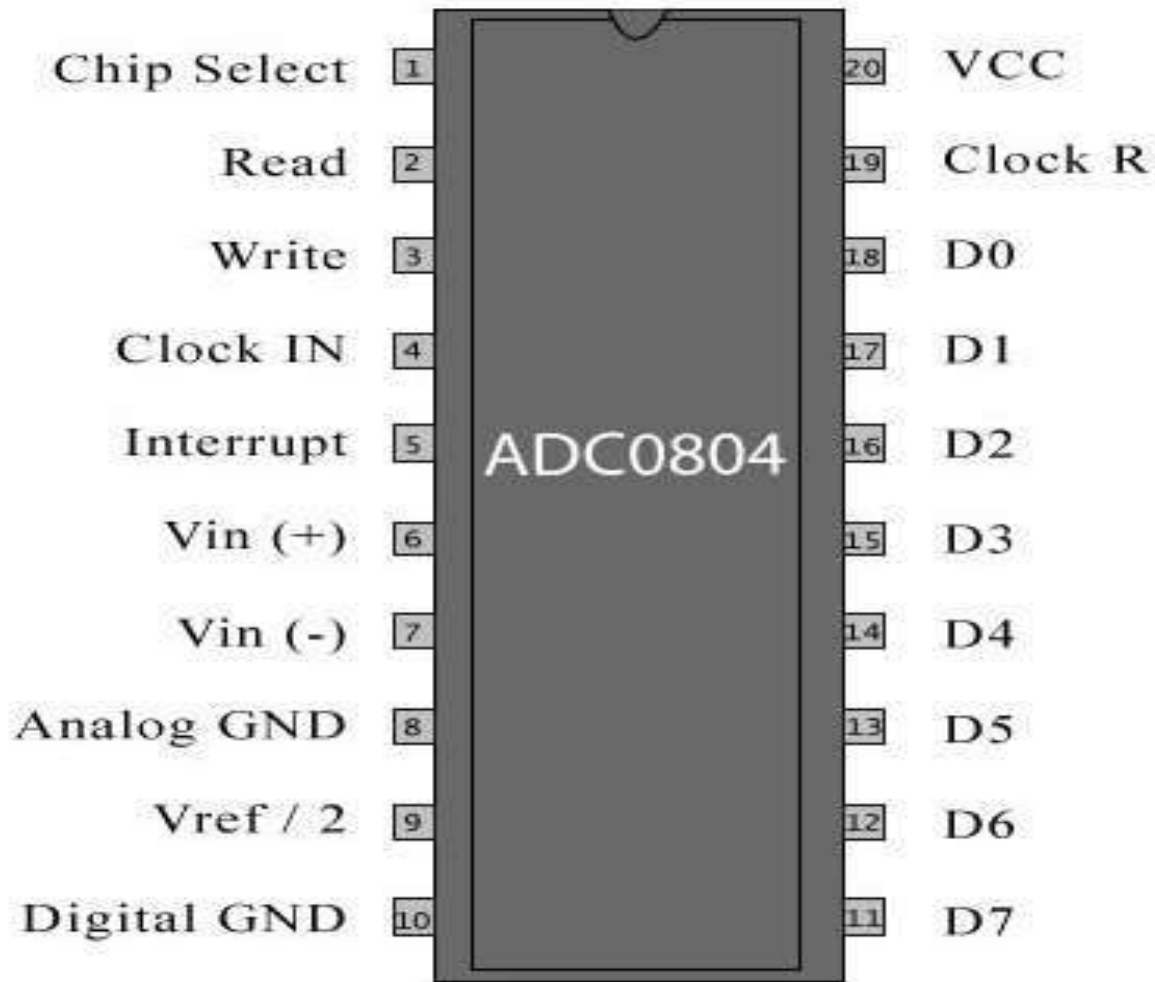 Chip Select 1 20 VCC
Read 2 19 Clock R
Write 3 18 D0
Clock IN 4 17 D1
Interrupt 5 ADC0804 16 D2
Vin (+) 6 15 D3
Vin (-) 7 14 D4
Analog GND 8 13 D5
Vref / 2 9 12 D6
Digital GND 10 11 D7